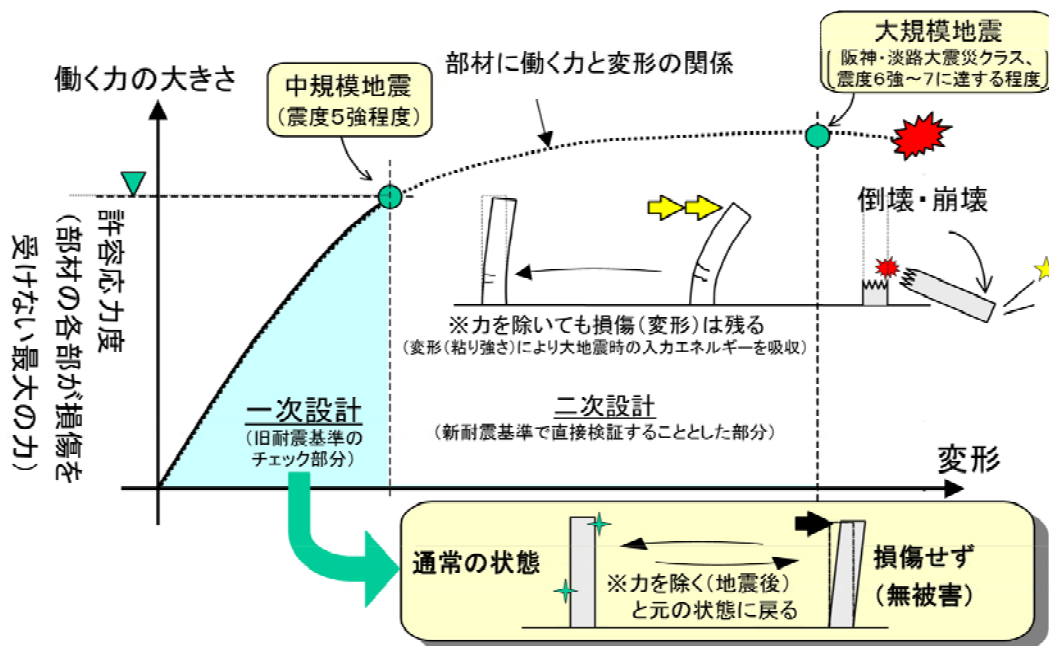 働く力の大きさ
中規模地震
(震度5強程度)
部材に働く力と変形の関係
大規模地震
阪神・淡路大震災クラス、
震度6強~7に達する程度
許容応力度
(部材の各部が損傷を
受けない最大の力)
倒壊・崩壊
※力を除いても損傷(変形)は残る
(変形(粘り強さ)により大地震時の入力エネルギーを吸収)
一次設計
(旧耐震基準の
チェック部分)
二次設計
(新耐震基準で直接検証することとした部分)
変形
通常の状態
※力を除く(地震後)
と元の状態に戻る
損傷せず
(無被害)